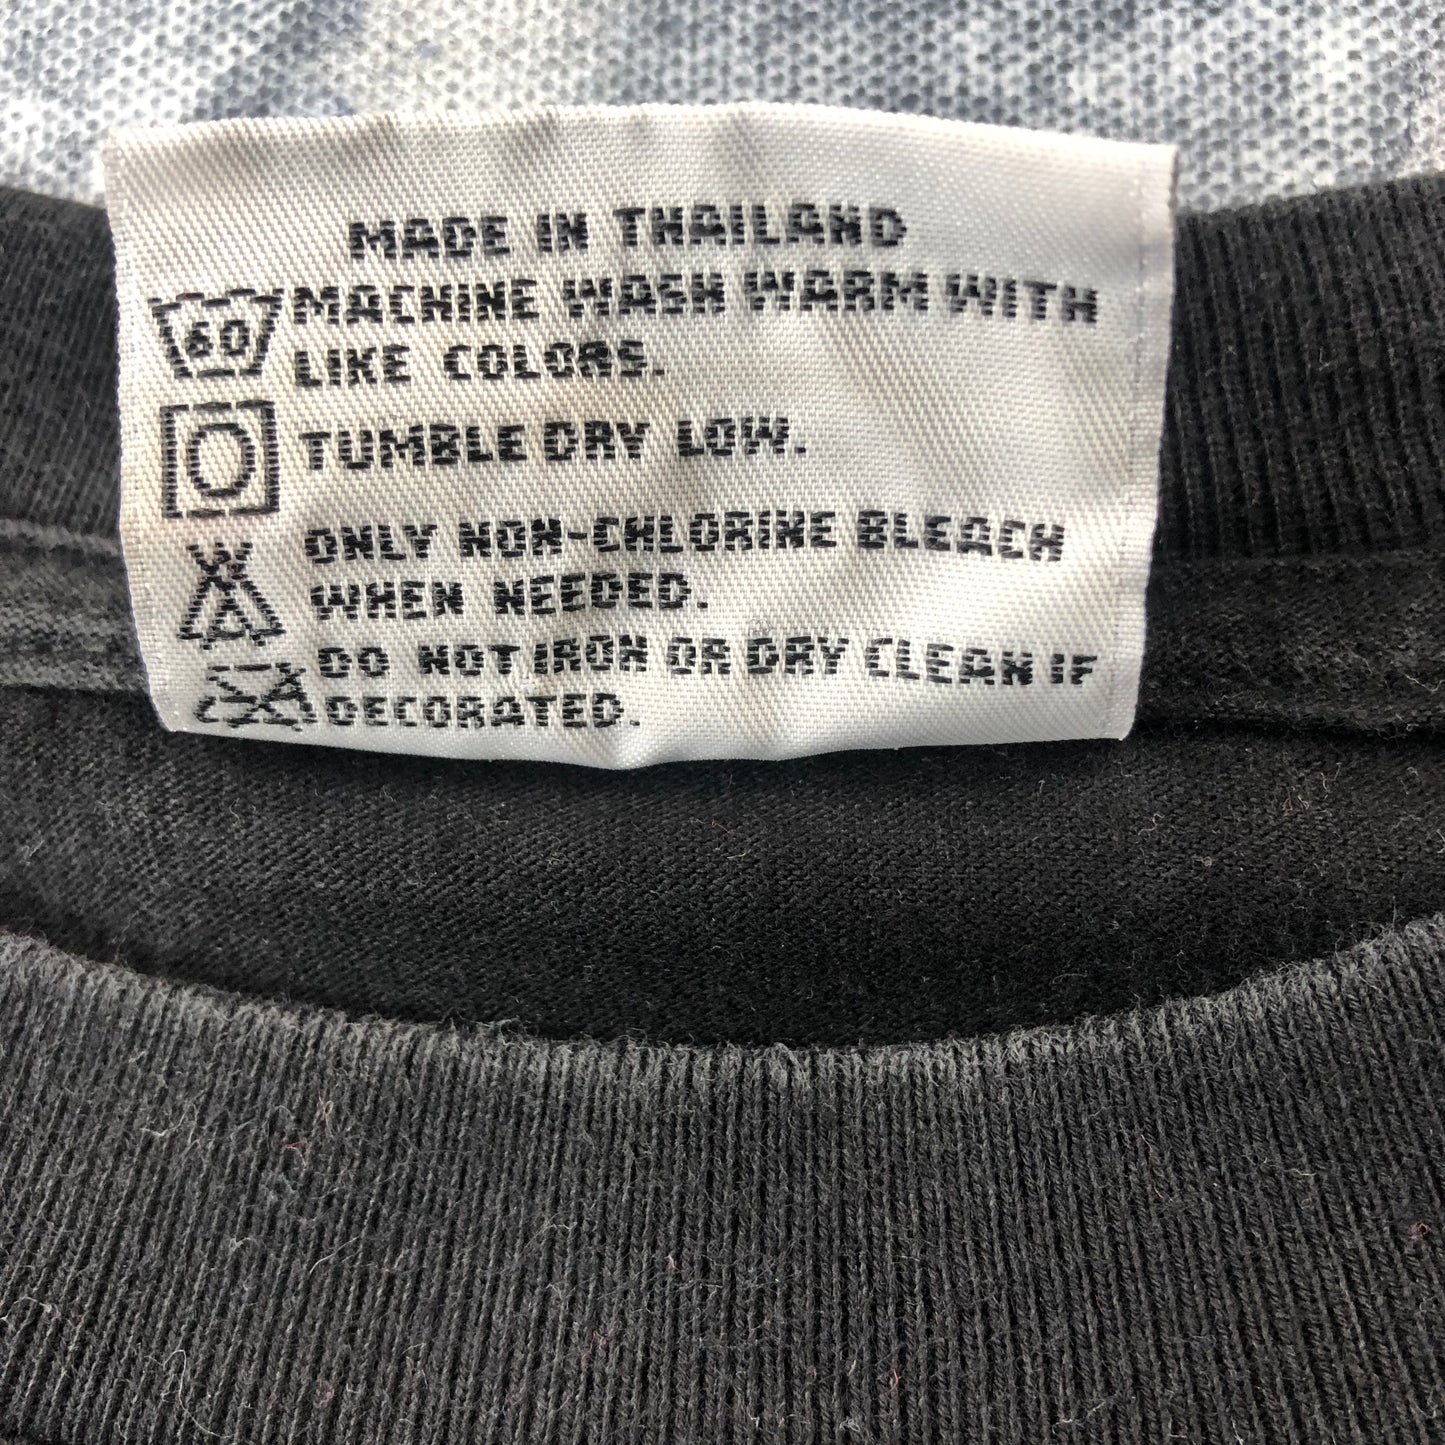 MADE IN THAILAND
60 MACHINE WASH WARM WITH
LIKE COLORS.
TUMBLE DRY LOW.
ONLY NON-CHLORINE BLEACH
WHEN NEEDED.
DO NOT IRON OR DRY CLEAN IF
DECORATED.